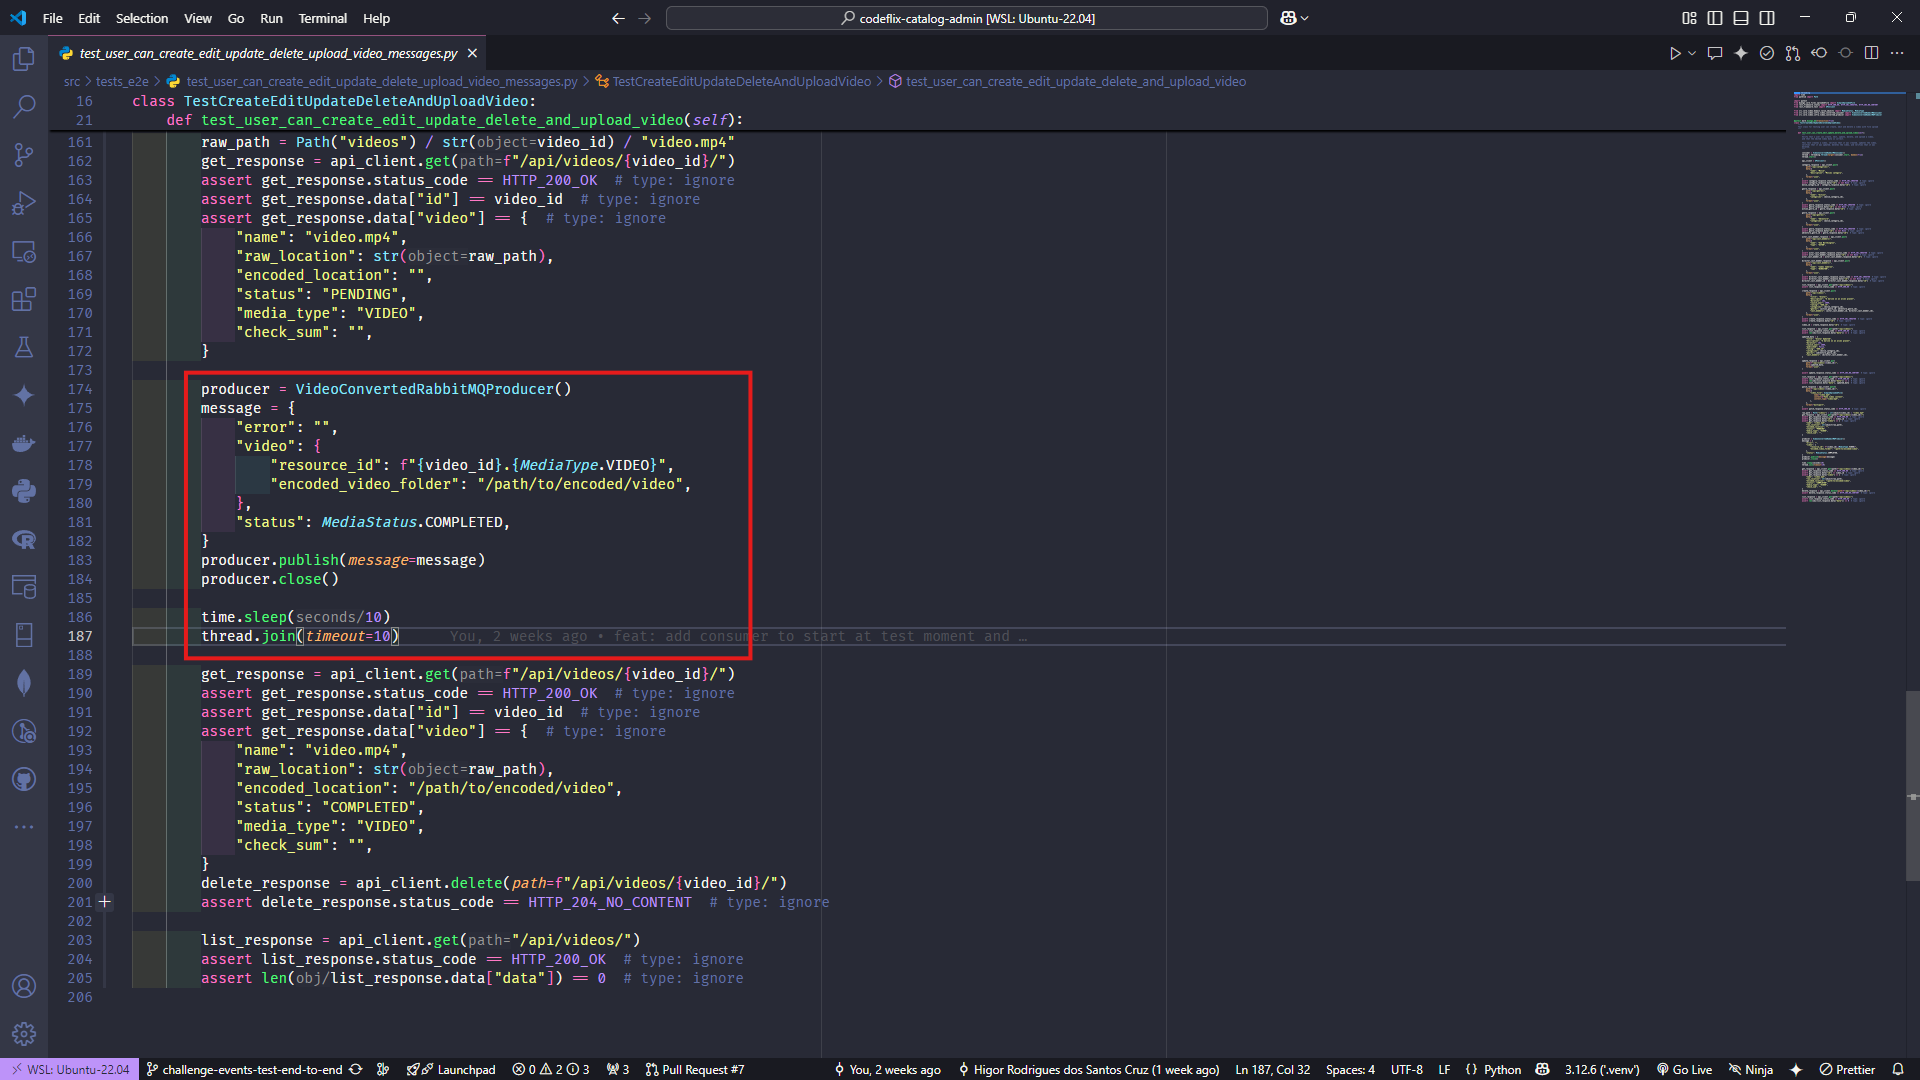 File Edit Selection View Go Run Terminal Help
codeflix-catalog-admin [WSL: Ubuntu-22.04]
test_user_can_create_edit_update_delete_upload_video_messages.py
src > tests_e2e > test_user_can_create_edit_update_delete_upload_video_messages.py > TestCreateEditUpdateDeleteAndUploadVideo > test_user_can_create_edit_update_delete_and_upload_video
16 class TestCreateEditUpdateDeleteAndUploadVideo:
21 def test_user_can_create_edit_update_delete_and_upload_video(self):
161 raw_path = Path("videos") / str(object=video_id) / "video.mp4"
162 get_response = api_client.get(path=f"/api/videos/{video_id}/")
163 assert get_response.status_code == HTTP_200_OK # type: ignore
164 assert get_response.data["id"] == video_id # type: ignore
165 assert get_response.data["video"] == { # type: ignore
166 "name": "video.mp4",
167 "raw_location": str(object=raw_path),
168 "encoded_location": "",
169 "status": "PENDING",
170 "media_type": "VIDEO",
171 "check_sum": "",
172 }
173
174 producer = VideoConvertedRabbitMQProducer()
175 message = {
176 "error": "",
177 "video": {
178 "resource_id": f"{video_id}.{MediaType.VIDEO}",
179 "encoded_video_folder": "/path/to/encoded/video",
180 },
181 "status": MediaStatus.COMPLETED,
182 }
183 producer.publish(message=message)
184 producer.close()
185
186 time.sleep(seconds/10)
187 thread.join(timeout=10) You, 2 weeks ago • feat: add consumer to start at test moment and …
188
189 get_response = api_client.get(path=f"/api/videos/{video_id}/")
190 assert get_response.status_code == HTTP_200_OK # type: ignore
191 assert get_response.data["id"] == video_id # type: ignore
192 assert get_response.data["video"] == { # type: ignore
193 "name": "video.mp4",
194 "raw_location": str(object=raw_path),
195 "encoded_location": "/path/to/encoded/video",
196 "status": "COMPLETED",
197 "media_type": "VIDEO",
198 "check_sum": "",
199 }
200 delete_response = api_client.delete(path=f"/api/videos/{video_id}/")
201 assert delete_response.status_code == HTTP_204_NO_CONTENT # type: ignore
202
203 list_response = api_client.get(path="/api/videos/")
204 assert list_response.status_code == HTTP_200_OK # type: ignore
205 assert len(obj/list_response.data["data"]) == 0 # type: ignore
206
WSL: Ubuntu-22.04 challenge-events-test-end-to-end Launchpad 0 2 3 3 Pull Request #7 You, 2 weeks ago Higor Rodrigues dos Santos Cruz (1 week ago) Ln 187, Col 32 Spaces: 4 UTF-8 LF {} Python 3.12.6 ('.venv') Go Live Ninja Prettier